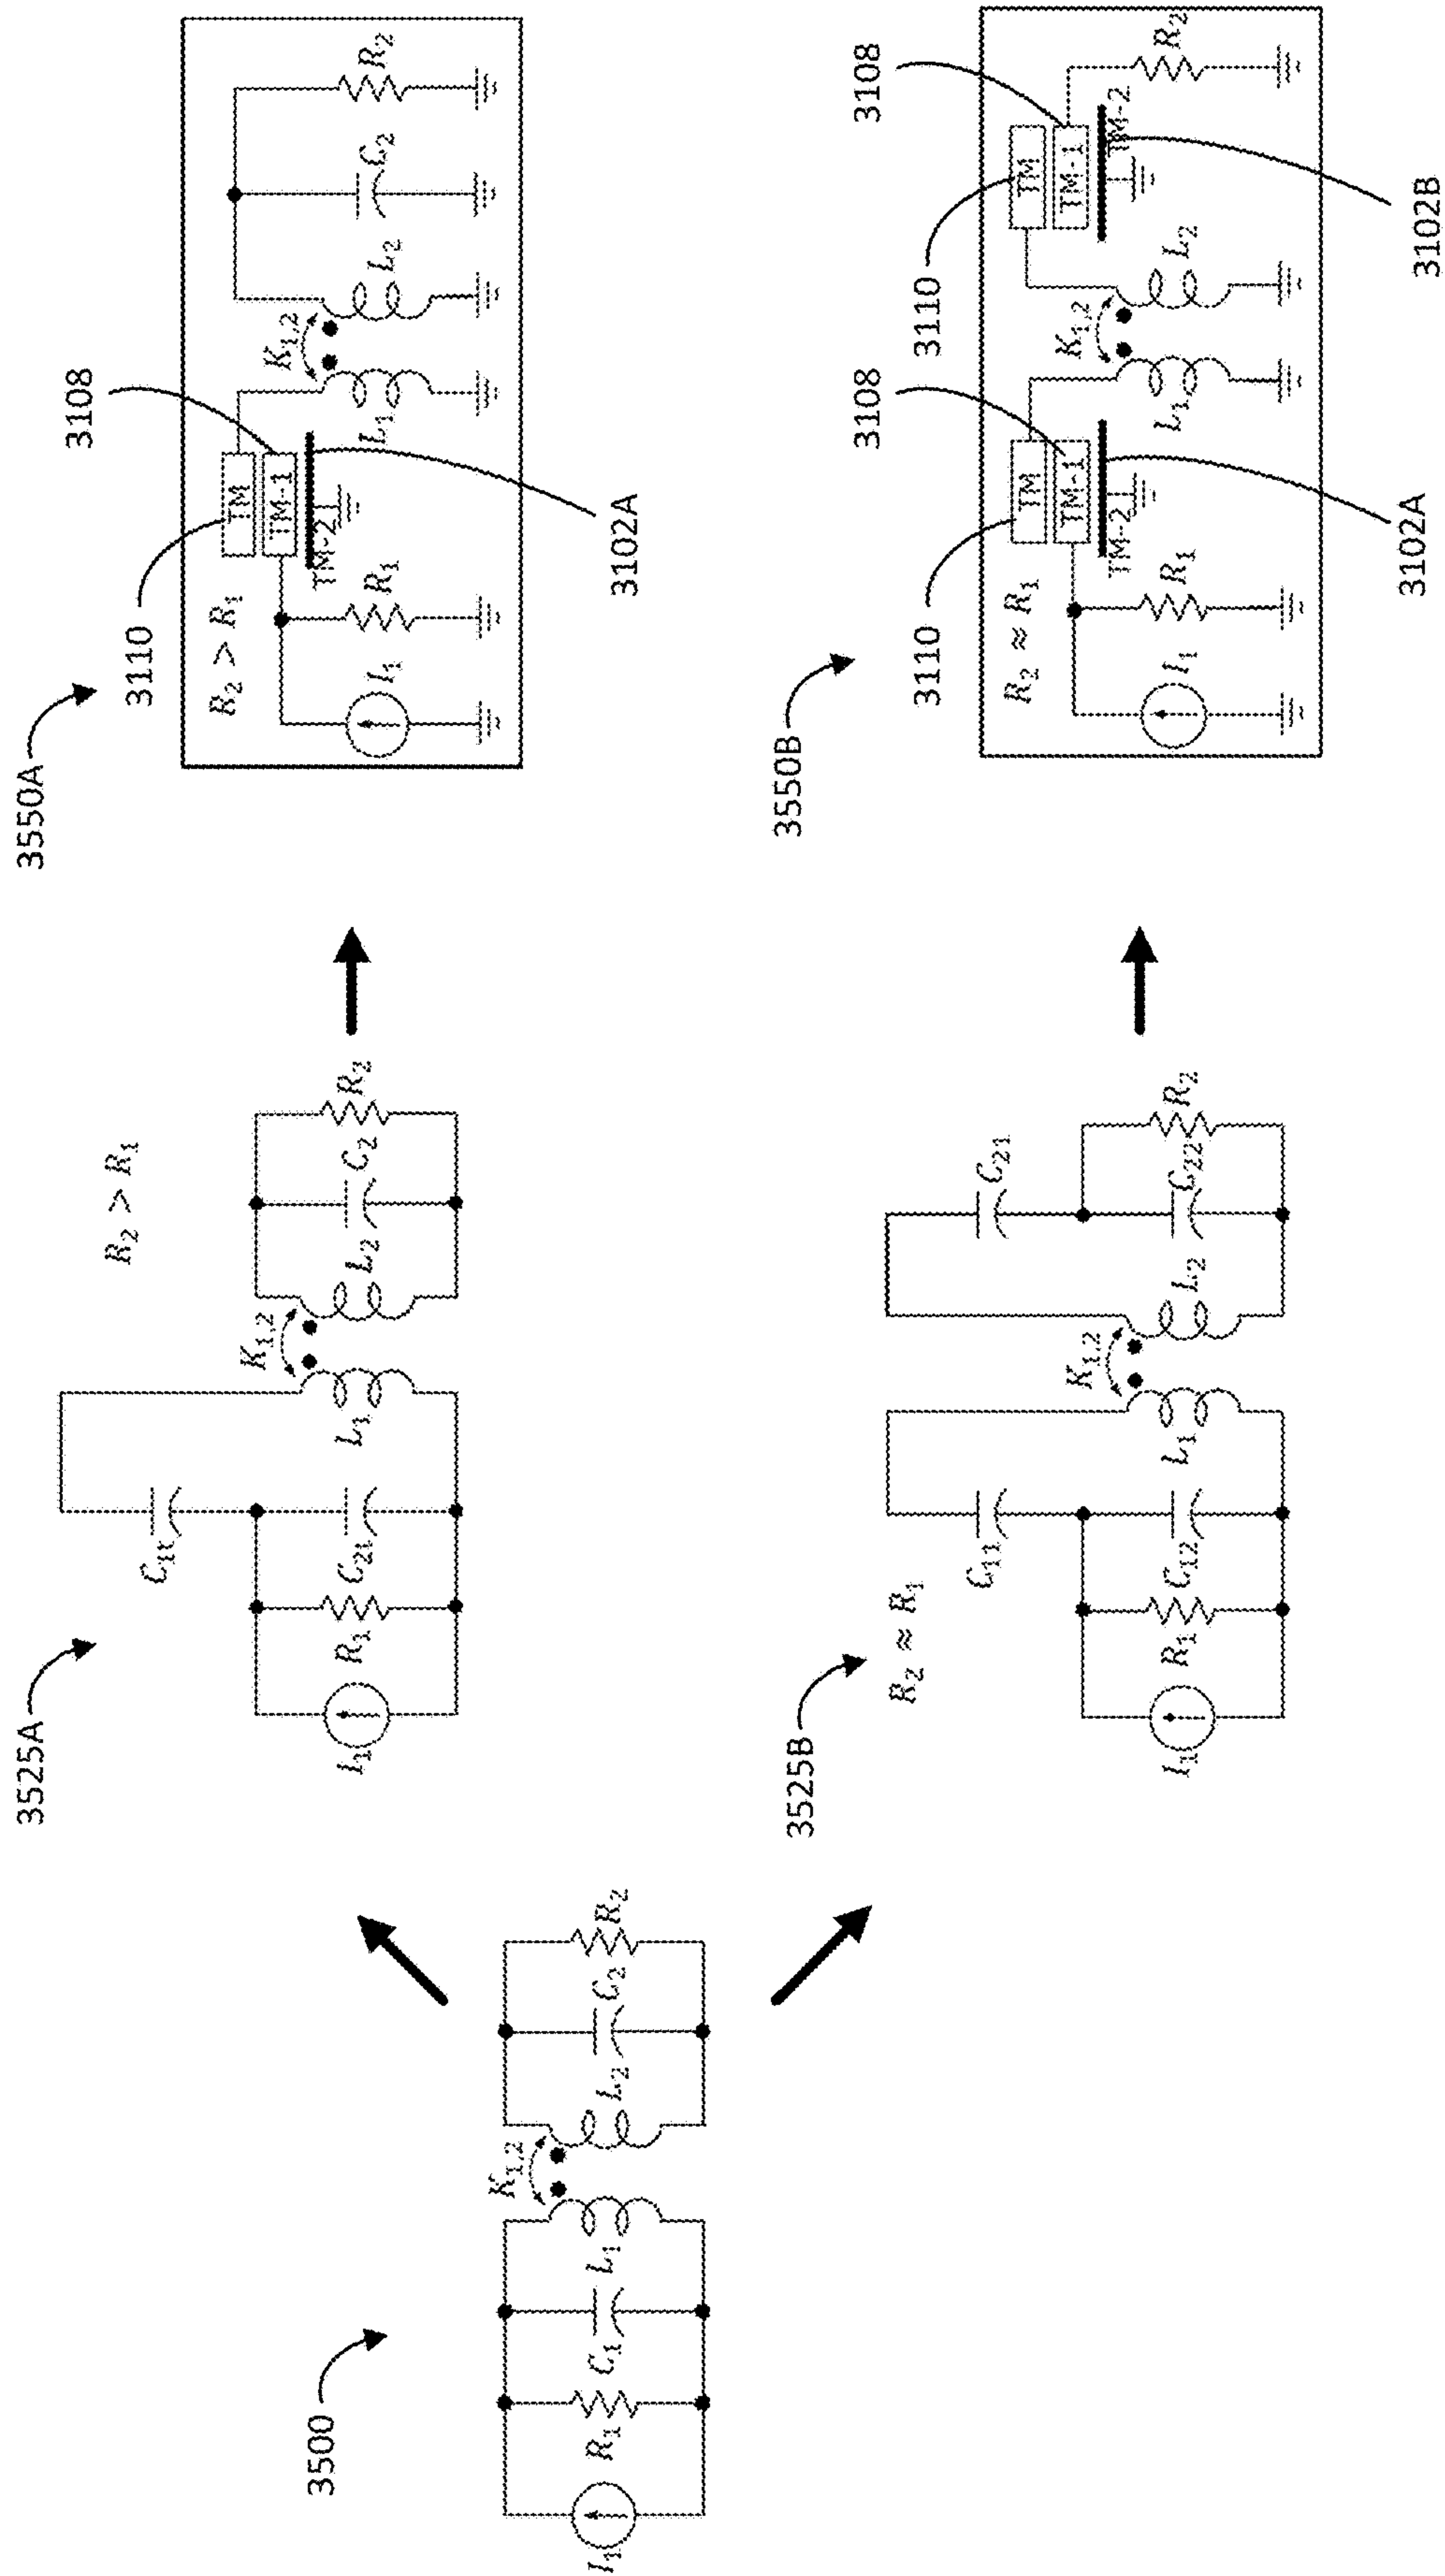 3500
I₁
R₁
C₁
L₁
K₁,₂
L₂
C₂
R₂
3525A
R₂ > R₁
I₁
R₁
C₂₁
C₁₁
L₁
K₁,₂
L₂
C₂
R₂
3525B
R₂ ≈ R₁
I₁
R₁
C₁₂
C₁₁
L₁
K₁,₂
L₂
C₂₁
C₂₂
R₂
3550A
3110
3108
R₂ > R₁
I₁
R₁
TM
TM-1
TM-2
L₁
K₁,₂
L₂
C₂
R₂
3102A
3550B
3110
3108
3110
3108
R₂ ≈ R₁
I₁
R₁
TM
TM-1
TM-2
L₁
K₁,₂
L₂
TM
TM-1
TM-2
R₂
3102A
3102B